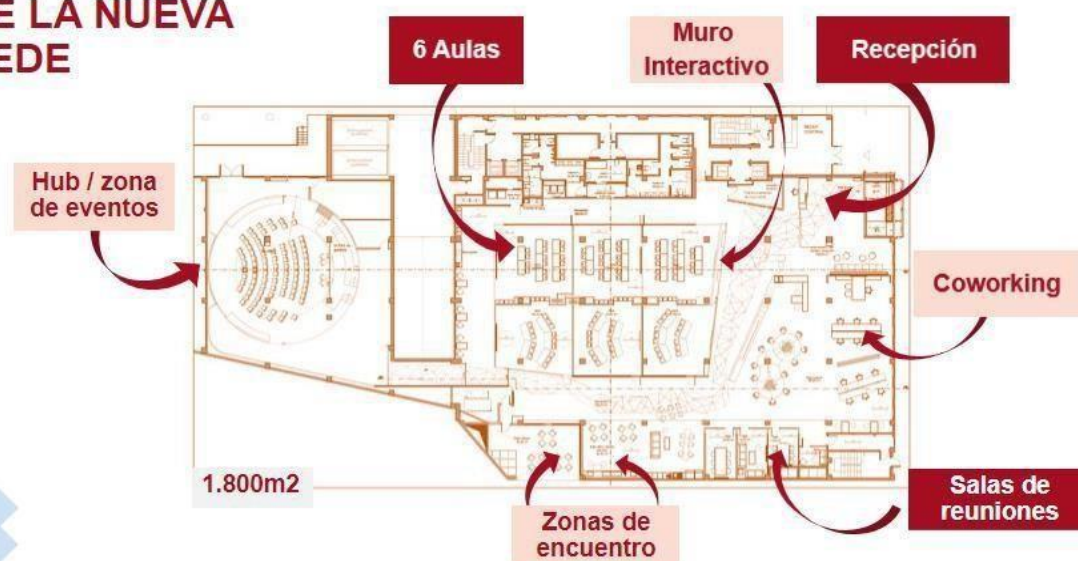 E LA NUEVA
EDE
6 Aulas
Muro
Interactivo
Recepción
Hub / zona
de eventos
Coworking
1.800m2
Zonas de
encuentro
Salas de
reuniones